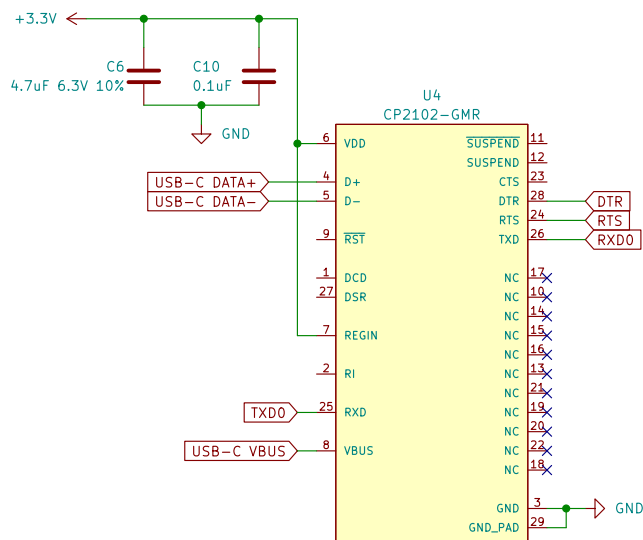 +3.3V
C6
4.7uF 6.3V 10%
C10
0.1uF
GND
U4
CP2102-GMR
6 VDD
SUSPEND 11
SUSPEND 12
USB-C DATA+ 4 D+
CTS 23
USB-C DATA- 5 D-
DTR 28 DTR
RTS 24 RTS
9 RST
TXD 26 RXD0
1 DCD
NC 17
27 DSR
NC 10
NC 14
7 REGIN
NC 15
NC 16
2 RI
NC 13
NC 21
TXD0 25 RXD
NC 19
NC 20
USB-C VBUS 8 VBUS
NC 22
NC 18
GND 3 GND
GND_PAD 29